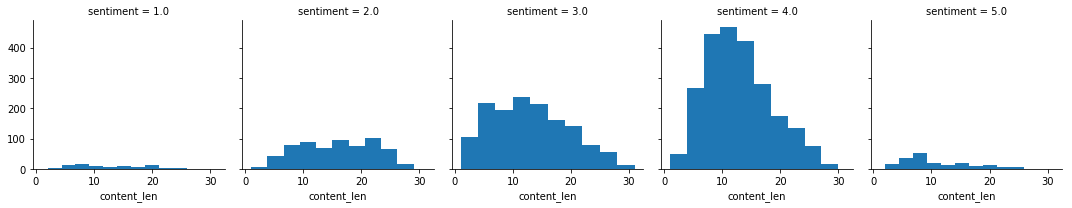 sentiment = 1.0 sentiment = 2.0 sentiment = 3.0 sentiment = 4.0 sentiment = 5.0
400
300
200
100
0
0 10 20 30 0 10 20 30 0 10 20 30 0 10 20 30 0 10 20 30
content_len content_len content_len content_len content_len